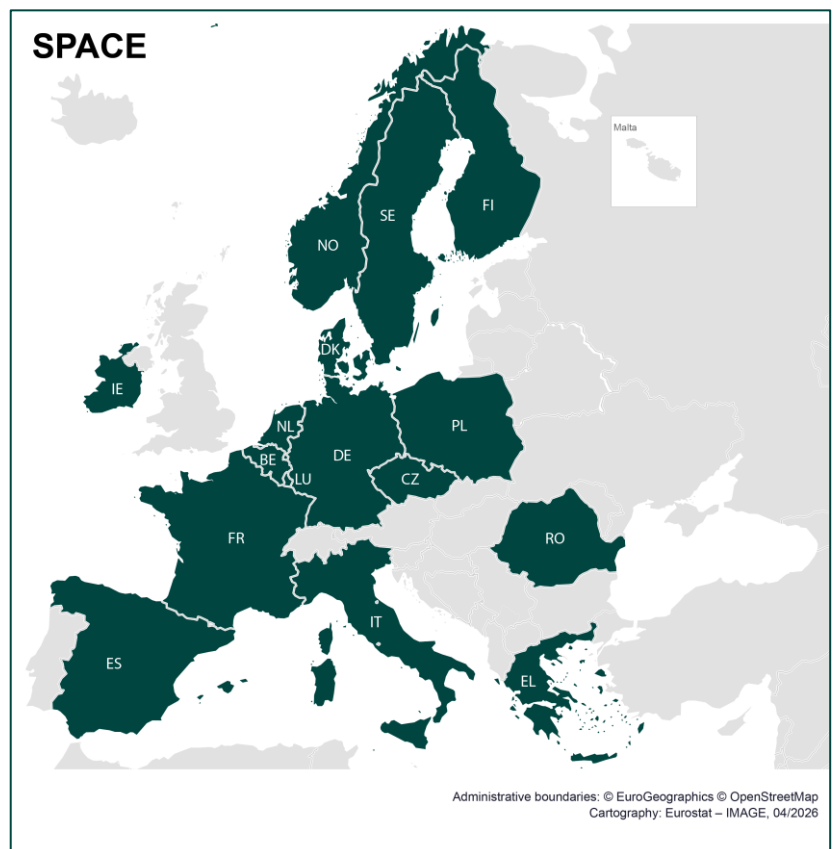 SPACE
Malta
FI
SE
NO
DK
IE
NL
PL
BE
DE
LU
CZ
FR
RO
IT
ES
EL
Administrative boundaries: © EuroGeographics © OpenStreetMap
Cartography: Eurostat – IMAGE, 04/2026